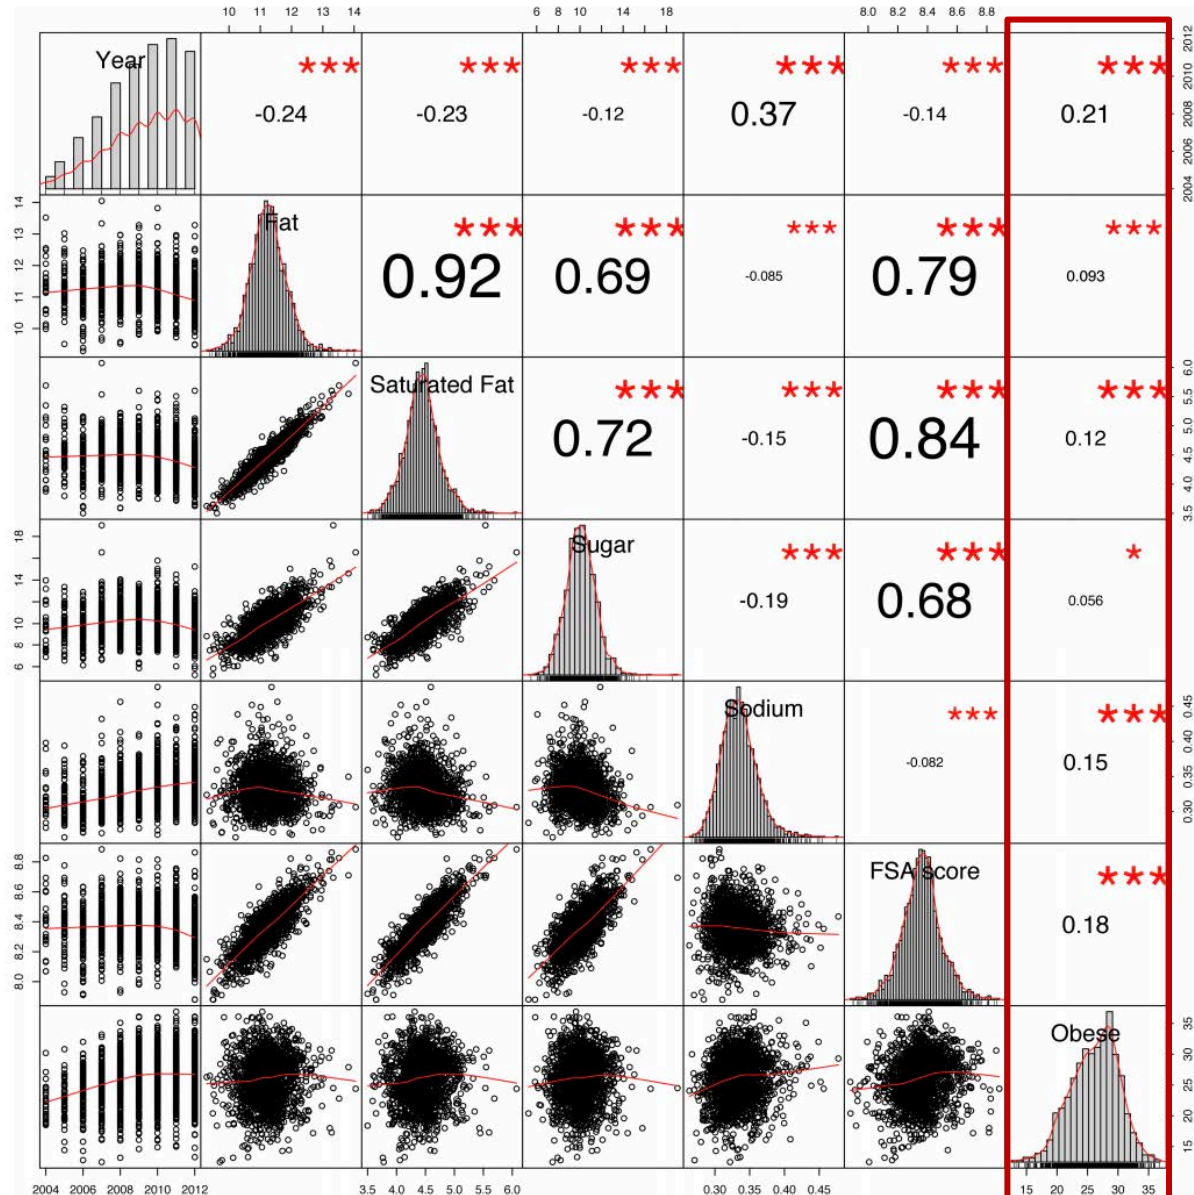 10 11 12 13 14 6 8 10 14 18 8.0 8.2 8.4 8.6 8.8
Year *** *** *** *** *** ***
-0.24 -0.23 -0.12 0.37 -0.14 0.21
2004 2006 2008 2010 2012
Fat *** *** *** *** ***
0.92 0.69 -0.085 0.79 0.093
14
13
12
11
10
Saturated Fat *** *** *** ***
0.72 -0.15 0.84 0.12
3.5 4.0 4.5 5.0 5.5 6.0
Sugar *** *** *
-0.19 0.68 0.056
18
14
10
8
6
Sodium *** ***
-0.082 0.15
0.30 0.35 0.40 0.45
FSA score ***
0.18
8.0 8.2 8.4 8.6 8.8
Obese
15 20 25 30 35
2004 2006 2008 2010 2012 3.5 4.0 4.5 5.0 5.5 6.0 0.30 0.35 0.40 0.45 15 20 25 30 35